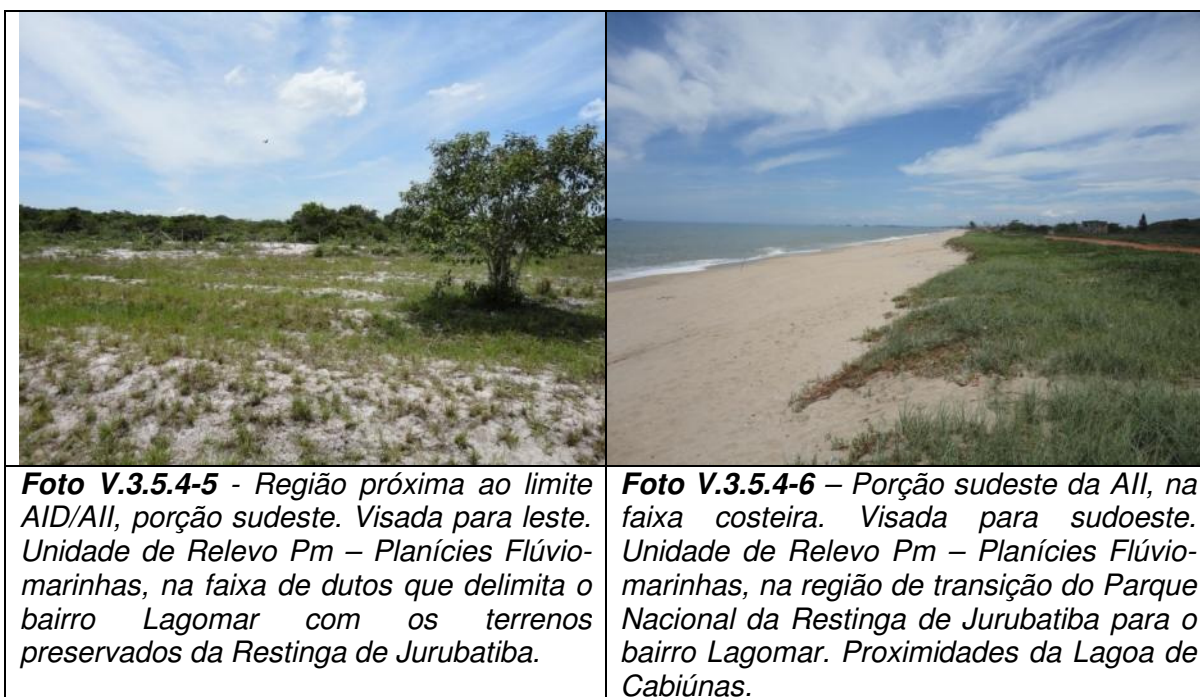 Foto V.3.5.4-5 - Região próxima ao limite
AID/AII, porção sudeste. Visada para leste.
Unidade de Relevo Pm – Planícies Flúvio-
marinhas, na faixa de dutos que delimita o
bairro Lagomar com os terrenos
preservados da Restinga de Jurubatiba.
Foto V.3.5.4-6 – Porção sudeste da AII, na
faixa costeira. Visada para sudoeste.
Unidade de Relevo Pm – Planícies Flúvio-
marinhas, na região de transição do Parque
Nacional da Restinga de Jurubatiba para o
bairro Lagomar. Proximidades da Lagoa de
Cabiúnas.